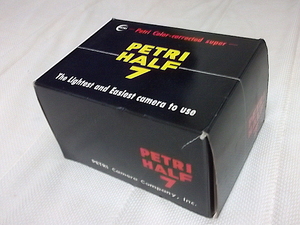 Petri Color-corrected super
PETRI
HALF
7
The Lightest and Easiest camera to use
PETRI
HALF
7
PETRI Camera Company, Inc.